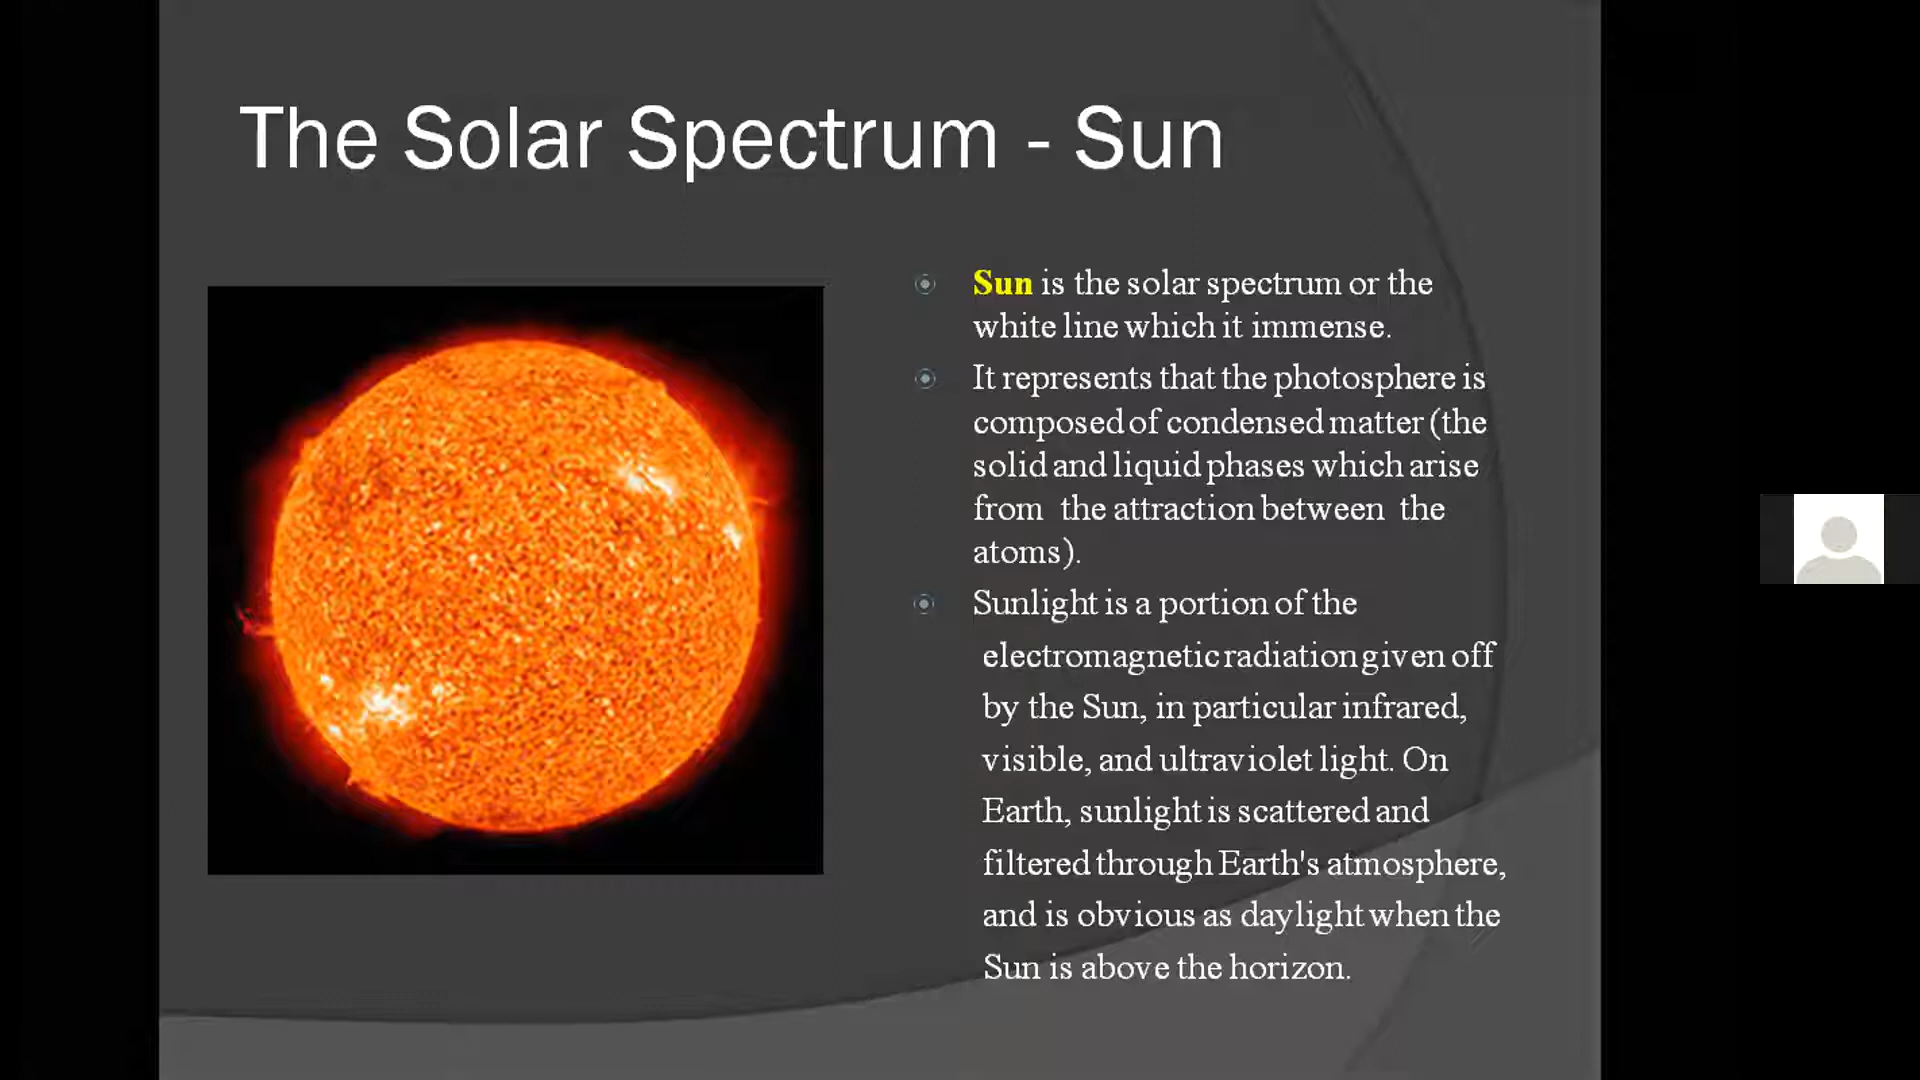 The Solar Spectrum - Sun
Sun is the solar spectrum or the
white line which it immense.
It represents that the photosphere is
composed of condensed matter (the
solid and liquid phases which arise
from the attraction between the
atoms).
Sunlight is a portion of the
electromagnetic radiation given off
by the Sun, in particular infrared,
visible, and ultraviolet light. On
Earth, sunlight is scattered and
filtered through Earth's atmosphere,
and is obvious as daylight when the
Sun is above the horizon.